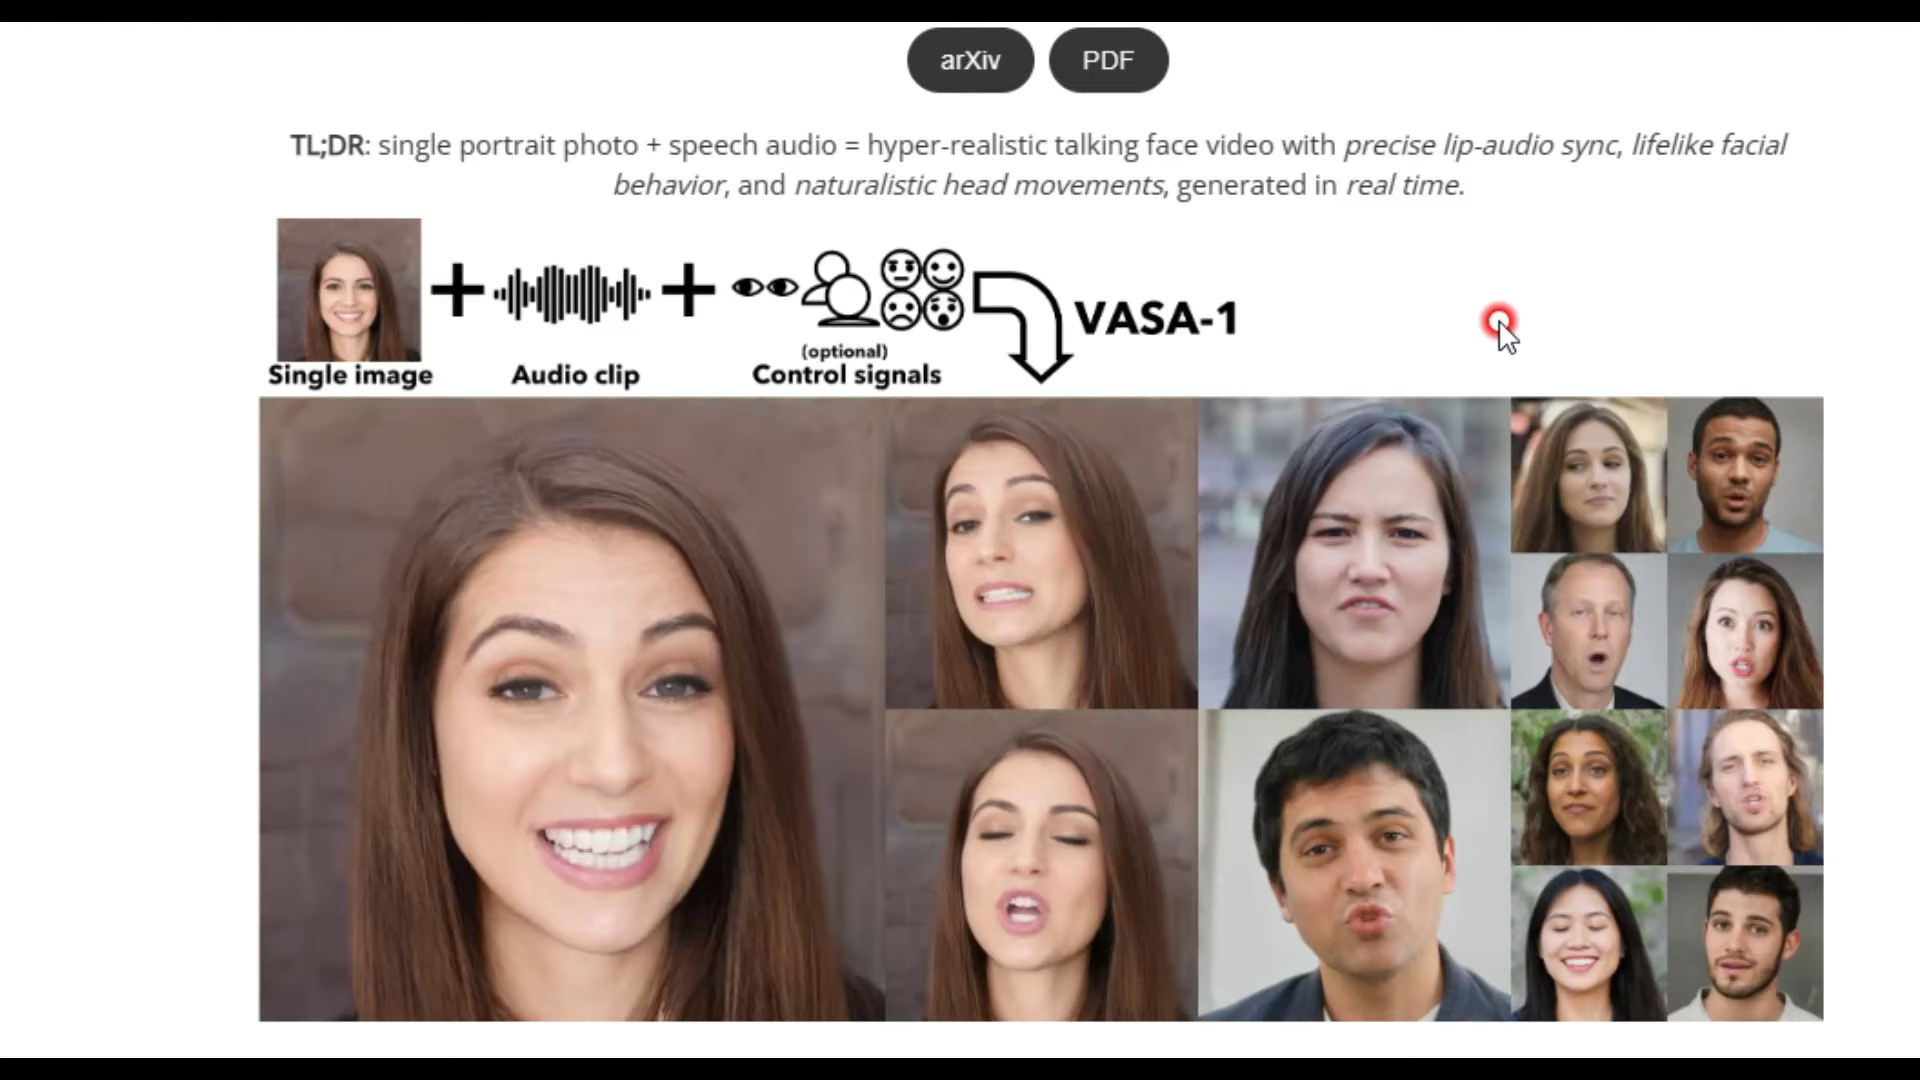 arXiv
PDF
TL;DR: single portrait photo + speech audio = hyper-realistic talking face video with precise lip-audio sync, lifelike facial
behavior, and naturalistic head movements, generated in real time.
VASA-1
(optional)
Single image
Audio clip
Control signals